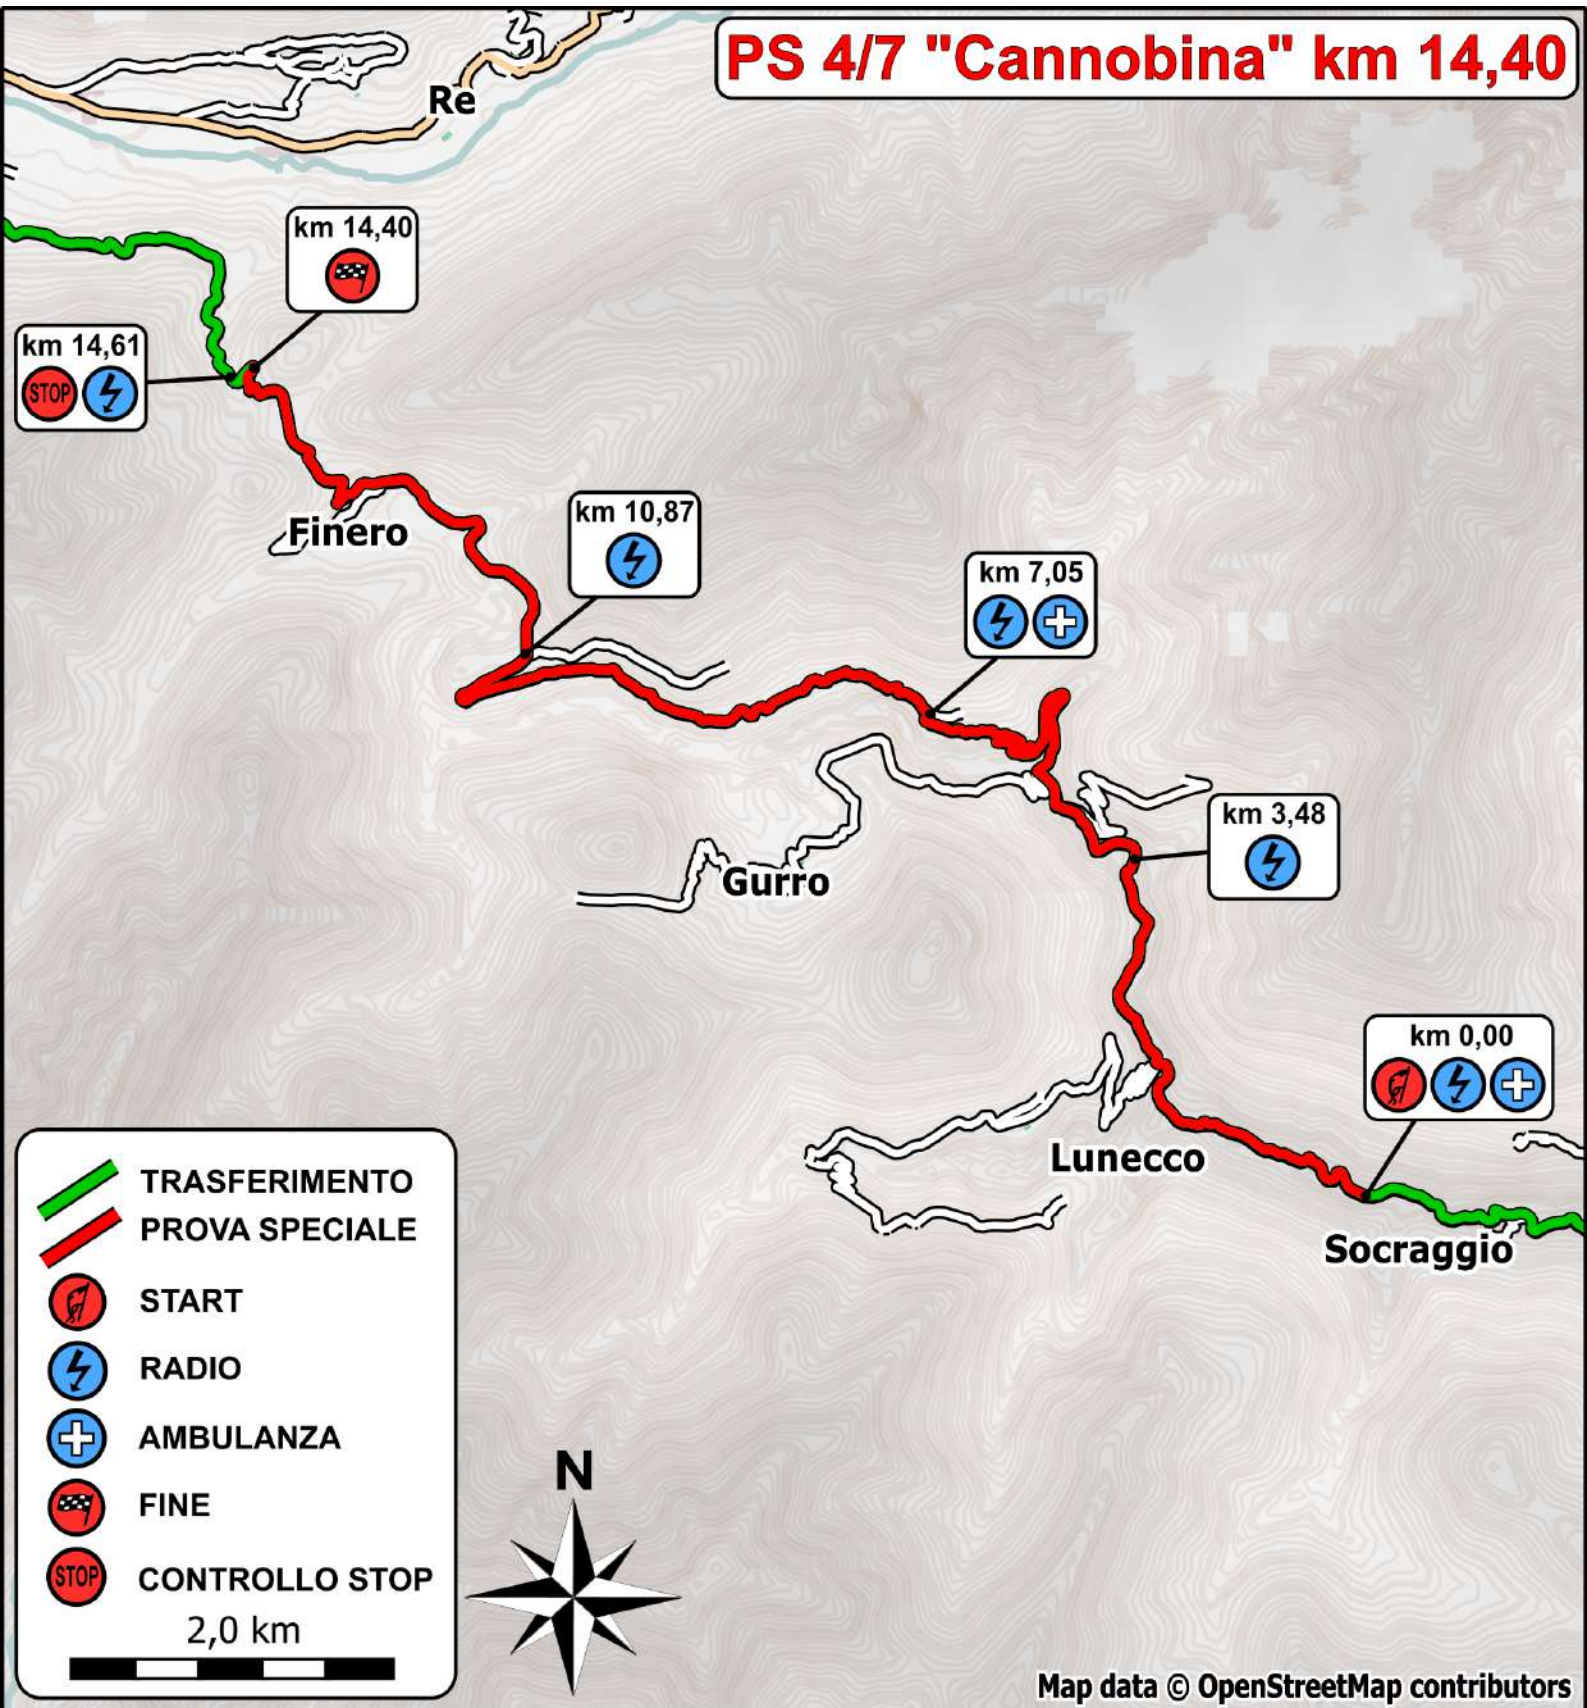 PS 4/7 "Cannobina" km 14,40
Re
km 14,40
km 14,61
STOP
Finero
km 10,87
km 7,05
km 3,48
Gurro
km 0,00
Lunecco
Socraggio
TRASFERIMENTO
PROVA SPECIALE
START
RADIO
AMBULANZA
FINE
STOP CONTROLLO STOP
2,0 km
N
Map data © OpenStreetMap contributors